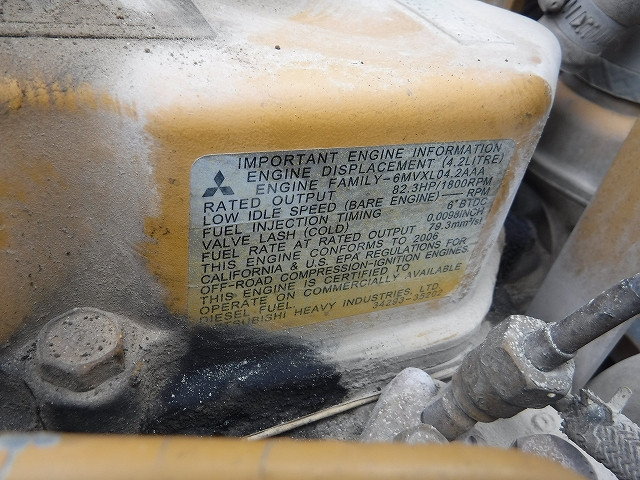 IMPORTANT ENGINE INFORMATION
ENGINE DISPLACEMENT (4.2LITRE)
ENGINE FAMILY-6MVXL04.2AAA
RATED OUTPUT 82.3HP/1800RPM
LOW IDLE SPEED (BARE ENGINE)——RPM
FUEL INJECTION TIMING 6°BTDC
VALVE LASH (COLD) 0.0098INCH
FUEL RATE AT RATED OUTPUT 79.3mm³/st
THIS ENGINE CONFORMS TO 2006
CALIFORNIA & U.S. EPA REGULATIONS FOR
OFF-ROAD COMPRESSION-IGNITION ENGINES.
THIS ENGINE IS CERTIFIED TO
OPERATE ON COMMERCIALLY AVAILABLE
DIESEL FUEL.
MITSUBISHI HEAVY INDUSTRIES, LTD.